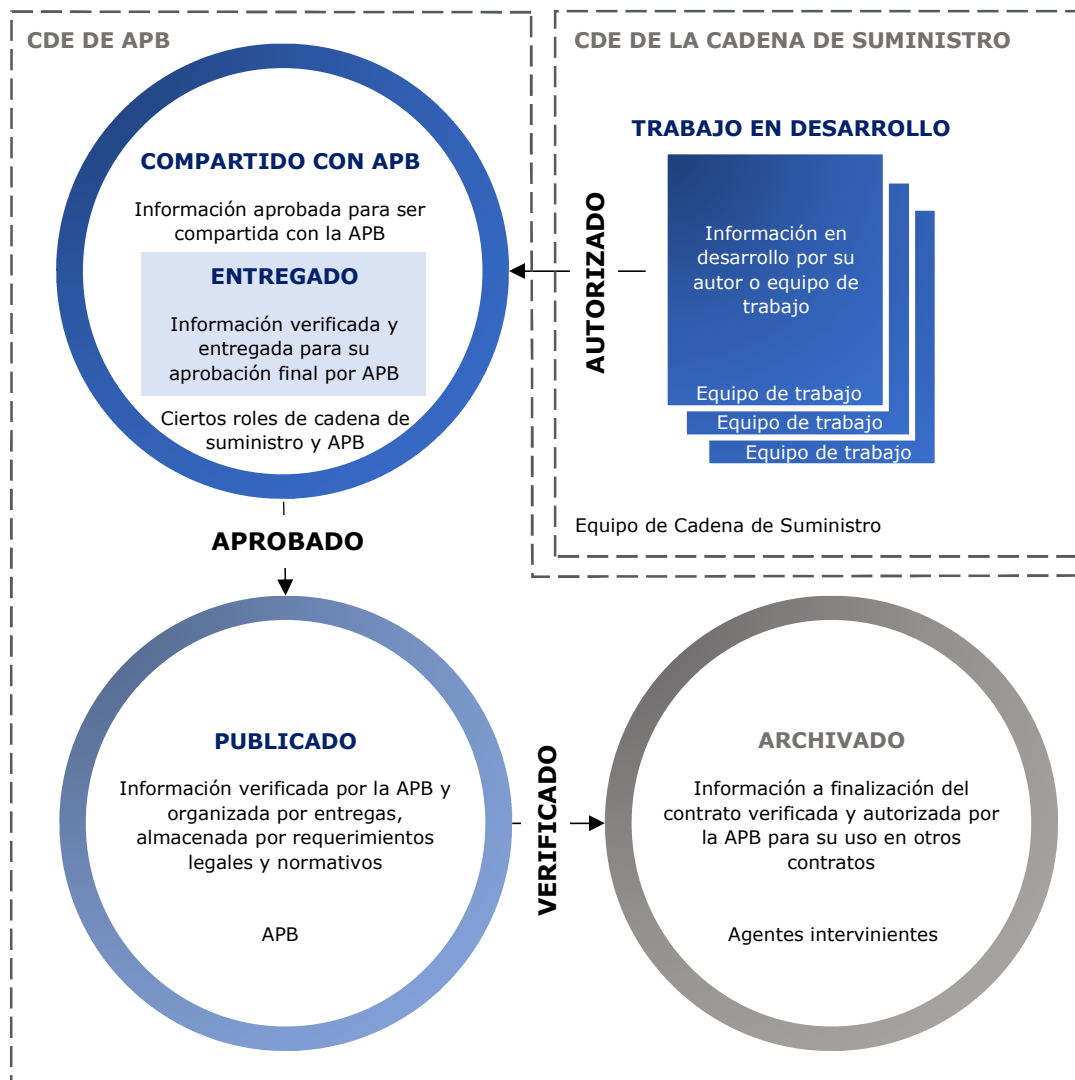 CDE DE APB
COMPARTIDO CON APB
Información aprobada para ser
compartida con la APB
ENTREGADO
Información verificada y
entregada para su
aprobación final por APB
Ciertos roles de cadena de
suministro y APB
CDE DE LA CADENA DE SUMINISTRO
TRABAJO EN DESARROLLO
Información en
desarrollo por su
autor o equipo de
trabajo
Equipo de trabajo
Equipo de trabajo
Equipo de trabajo
Equipo de Cadena de Suministro
AUTORIZADO
APROBADO
PUBLICADO
Información verificada por la APB y
organizada por entregas,
almacenada por requerimientos
legales y normativos
APB
VERIFICADO
ARCHIVADO
Información a finalización del
contrato verificada y autorizada por
la APB para su uso en otros
contratos
Agentes intervinientes